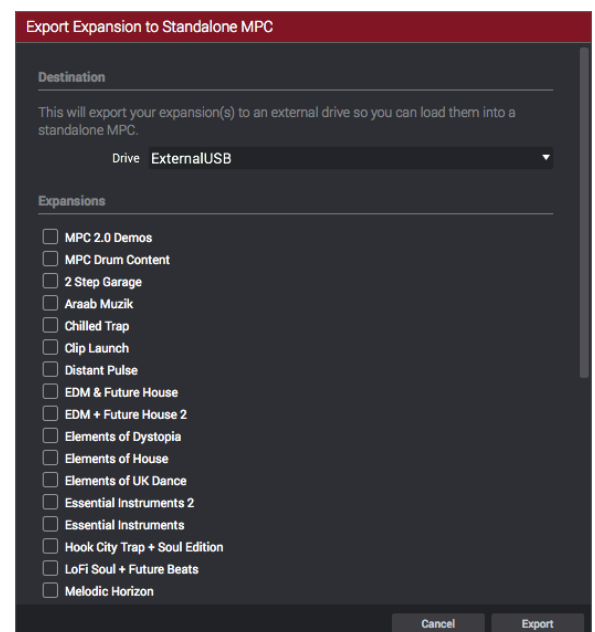 Export Expansion to Standalone MPC
Destination
This will export your expansion(s) to an external drive so you can load them into a
standalone MPC.
Drive ExternalUSB
Expansions
MPC 2.0 Demos
MPC Drum Content
2 Step Garage
Araab Muzik
Chilled Trap
Clip Launch
Distant Pulse
EDM & Future House
EDM + Future House 2
Elements of Dystopia
Elements of House
Elements of UK Dance
Essential Instruments 2
Essential Instruments
Hook City Trap + Soul Edition
LoFi Soul + Future Beats
Melodic Horizon
Cancel Export